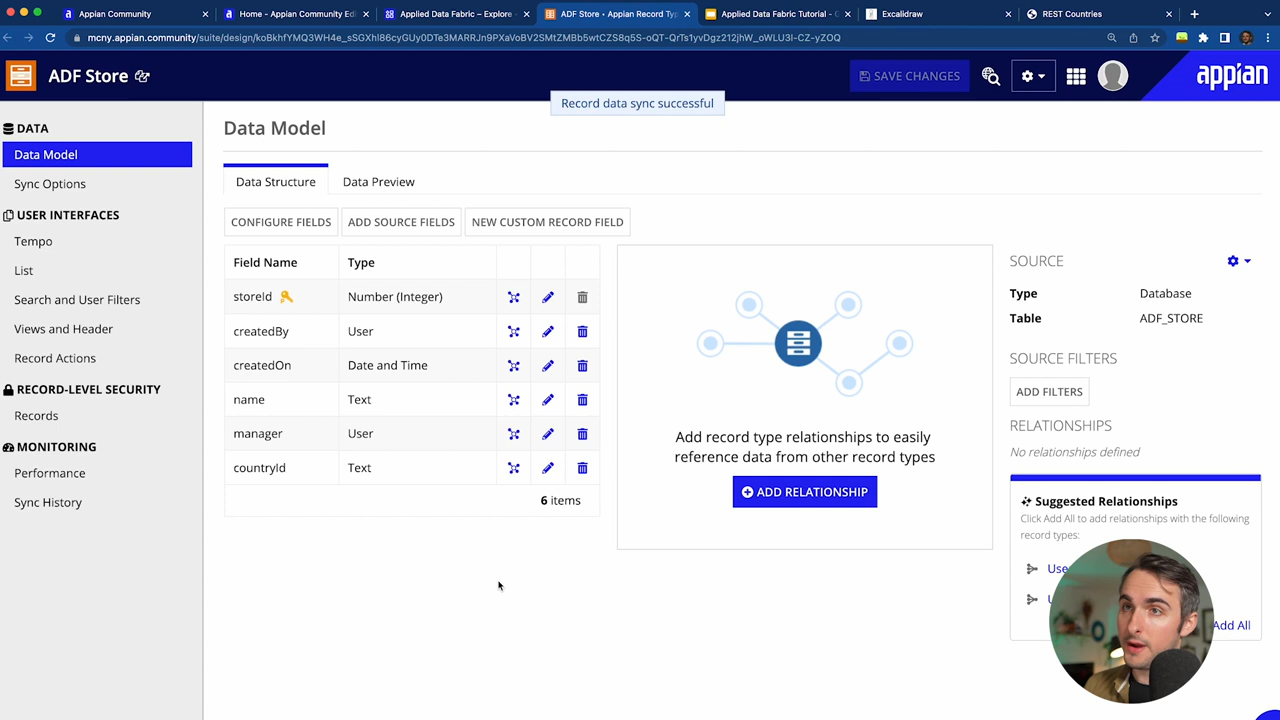 Appian Community
Home - Appian Community Edi
Applied Data Fabric – Explore
ADF Store • Appian Record Typ
Applied Data Fabric Tutorial - G
Excalidraw
REST Countries
ADF Store
SAVE CHANGES
appian
Record data sync successful
DATA
Data Model
Sync Options
USER INTERFACES
Tempo
List
Search and User Filters
Views and Header
Record Actions
RECORD-LEVEL SECURITY
Records
MONITORING
Performance
Sync History
Data Model
Data Structure
Data Preview
CONFIGURE FIELDS
ADD SOURCE FIELDS
NEW CUSTOM RECORD FIELD
Field Name Type
storeId Number (Integer)
createdBy User
createdOn Date and Time
name Text
manager User
countryId Text
6 items
Add record type relationships to easily
reference data from other record types
ADD RELATIONSHIP
SOURCE
Type Database
Table ADF_STORE
SOURCE FILTERS
ADD FILTERS
RELATIONSHIPS
No relationships defined
Suggested Relationships
Click Add All to add relationships with the following
record types:
Add All